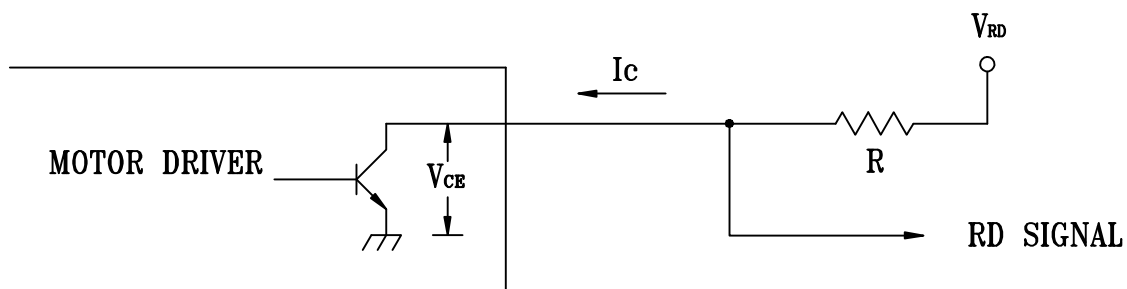 VRD
Ic
MOTOR DRIVER
VCE
R
RD SIGNAL